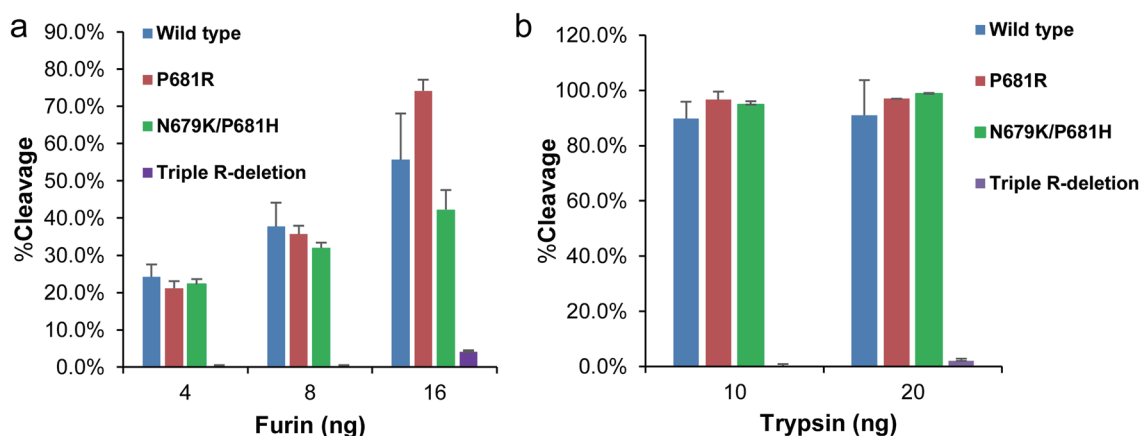 a
%Cleavage
90.0%
80.0%
70.0%
60.0%
50.0%
40.0%
30.0%
20.0%
10.0%
0.0%
Wild type
P681R
N679K/P681H
Triple R-deletion
4 8 16
Furin (ng)
b
%Cleavage
120.0%
100.0%
80.0%
60.0%
40.0%
20.0%
0.0%
10 20
Trypsin (ng)
Wild type
P681R
N679K/P681H
Triple R-deletion